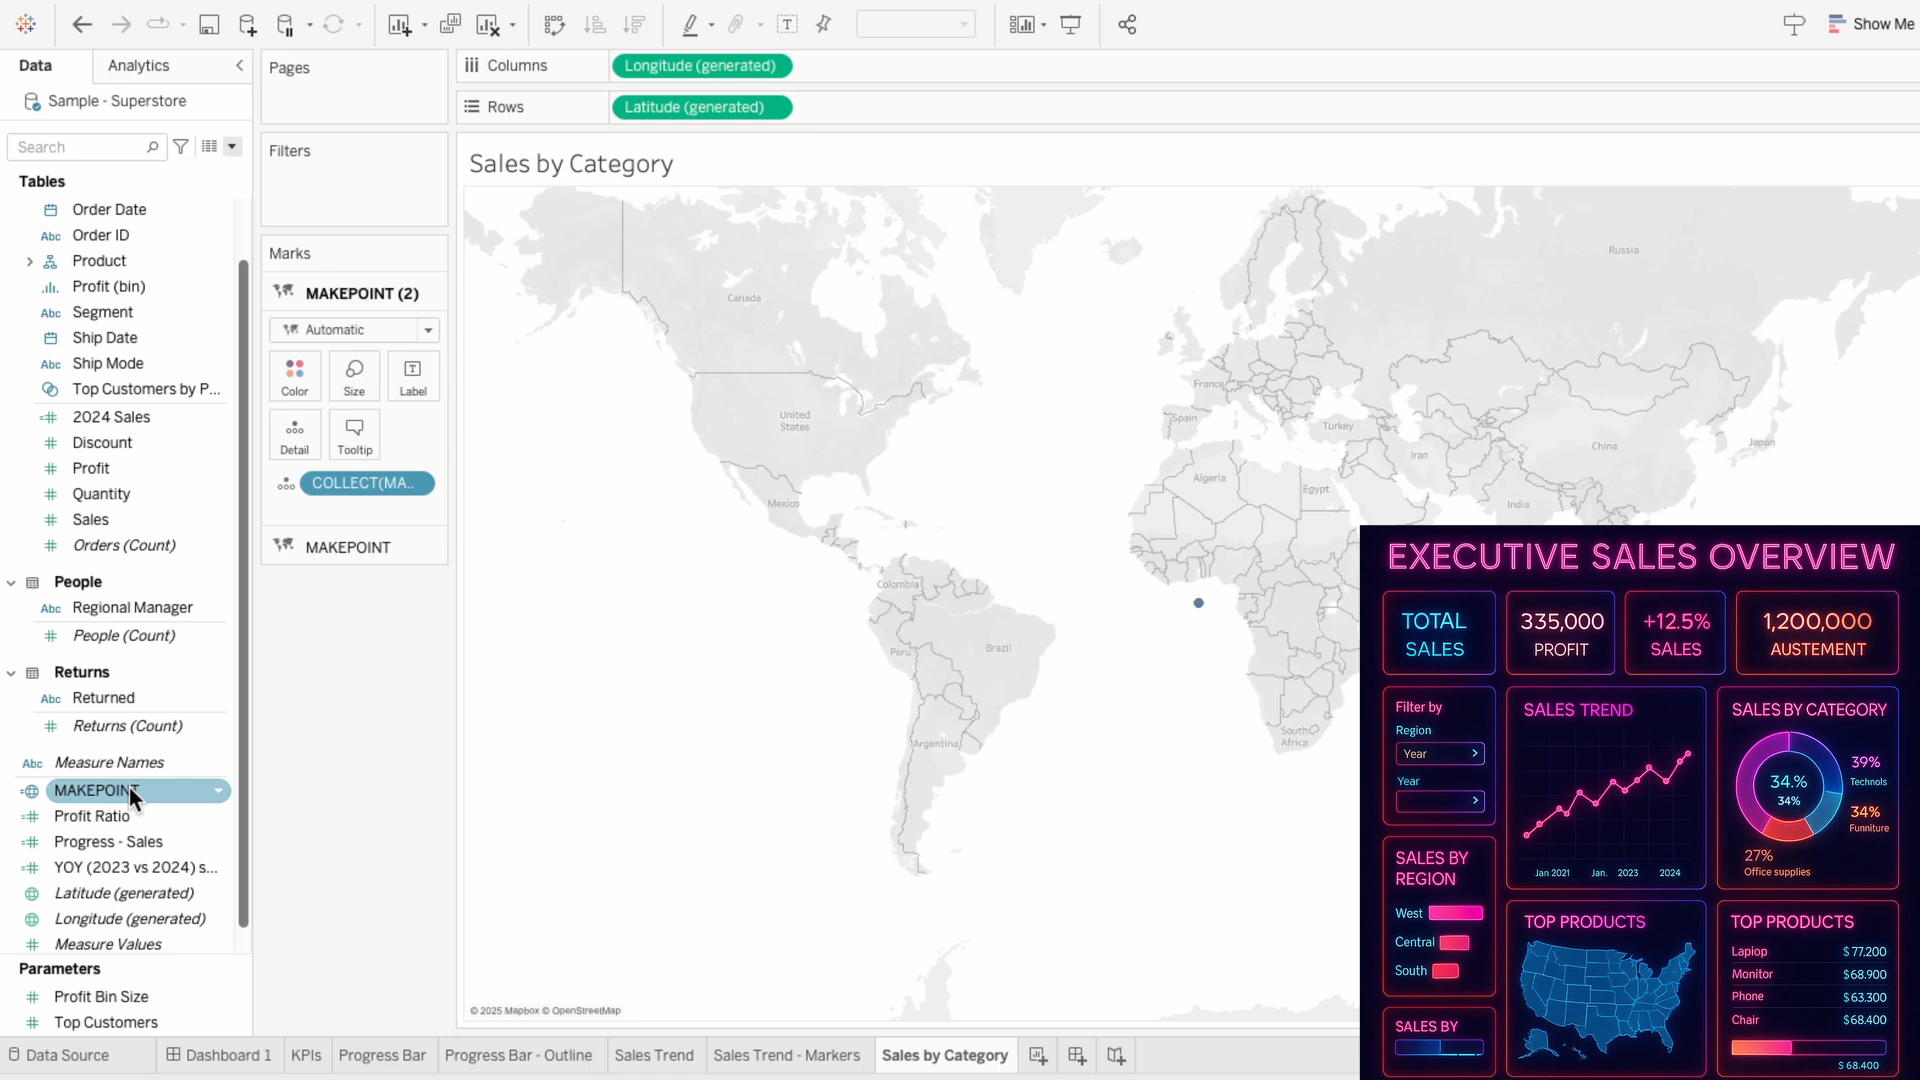 Show Me
Data
Analytics
Sample - Superstore
Search
Tables
Order Date
Order ID
Product
Profit (bin)
Abc Segment
Ship Date
Abc Ship Mode
Top Customers by P...
2024 Sales
Discount
Profit
Quantity
Sales
Orders (Count)
People
Abc Regional Manager
People (Count)
Returns
Abc Returned
Returns (Count)
Abc Measure Names
MAKEPOINT
Profit Ratio
Progress - Sales
YOY (2023 vs 2024) s...
Latitude (generated)
Longitude (generated)
Measure Values
Parameters
Profit Bin Size
Top Customers
Pages
Filters
Marks
MAKEPOINT (2)
Automatic
Color
Size
Label
Detail
Tooltip
COLLECT(MA..
MAKEPOINT
Columns
Longitude (generated)
Rows
Latitude (generated)
Sales by Category
Canada
United
States
Mexico
Colombia
Peru
Brazil
Argentina
Russia
France
Spain
Turkey
China
Japan
Iran
Algeria
Egypt
India
South
Africa
© 2025 Mapbox © OpenStreetMap
EXECUTIVE SALES OVERVIEW
TOTAL
SALES
335,000
PROFIT
+12.5%
SALES
1,200,000
AUSTEMENT
Filter by
Region
Year
Year
SALES TREND
Jan 2021 Jan. 2023 2024
SALES BY CATEGORY
34.%
34%
39%
Technols
34%
Funniture
27%
Office supplies
SALES BY
REGION
West
Central
South
SALES BY
TOP PRODUCTS
TOP PRODUCTS
Lapiop $ 77,200
Monitor $68.900
Phone $63.300
Chair $68.400
$ 68.400
Data Source
Dashboard 1
KPIs
Progress Bar
Progress Bar - Outline
Sales Trend
Sales Trend - Markers
Sales by Category